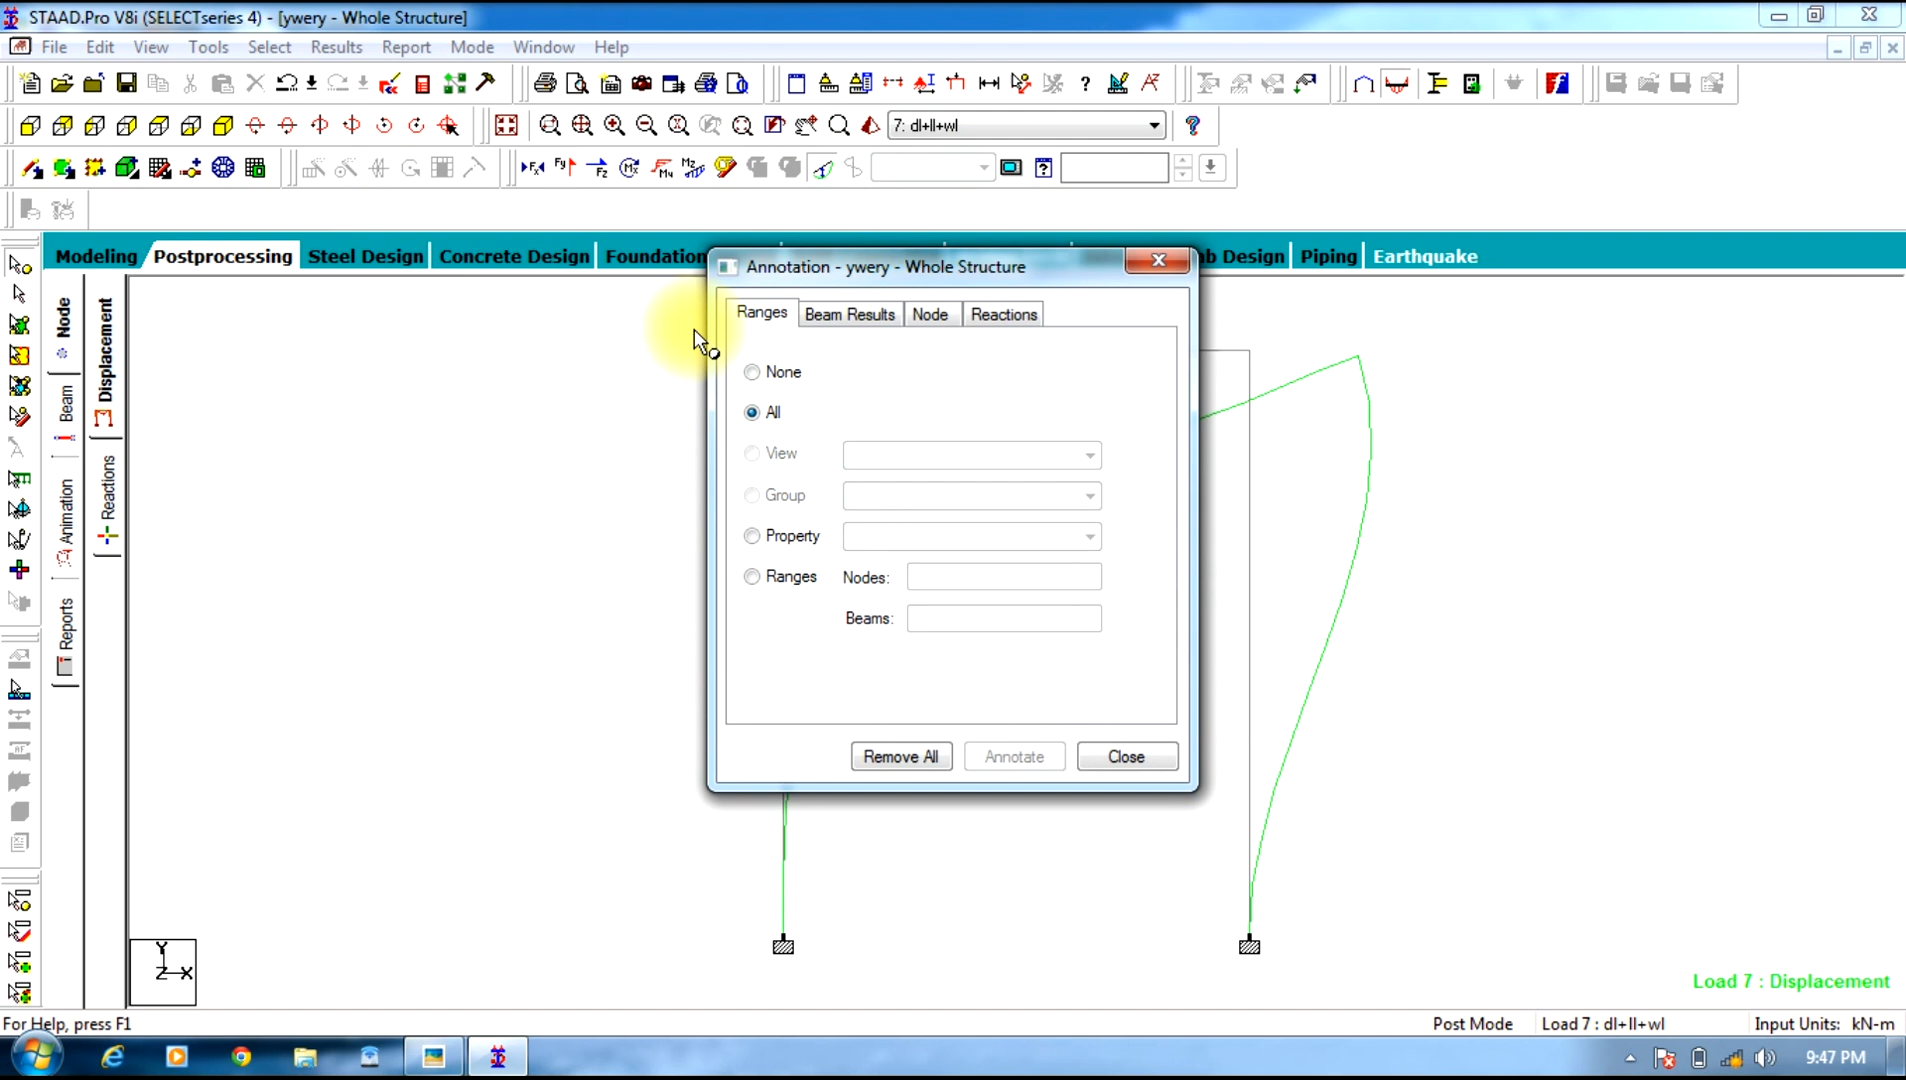 STAAD.Pro V8i (SELECTseries 4) - [ywery - Whole Structure]
File Edit View Tools Select Results Report Mode Window Help
7: dl+ll+wl
Modeling Postprocessing Steel Design Concrete Design Foundation b Design Piping Earthquake
Node
Beam
Animation
Reports
Displacement
Reactions
Annotation - ywery - Whole Structure
Ranges Beam Results Node Reactions
None
All
View
Group
Property
Ranges Nodes:
Beams:
Remove All Annotate Close
Y
Z X
Load 7 : Displacement
For Help, press F1
Post Mode Load 7 : dl+ll+wl Input Units: kN-m
9:47 PM